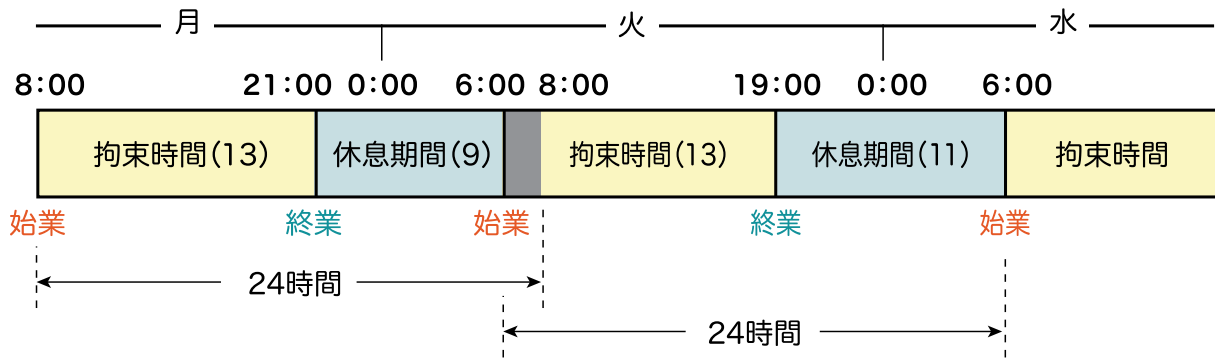 月 火 水
8:00 21:00 0:00 6:00 8:00 19:00 0:00 6:00
拘束時間(13) 休息期間(9) 拘束時間(13) 休息期間(11) 拘束時間
始業 終業 始業 終業 始業
24時間
24時間